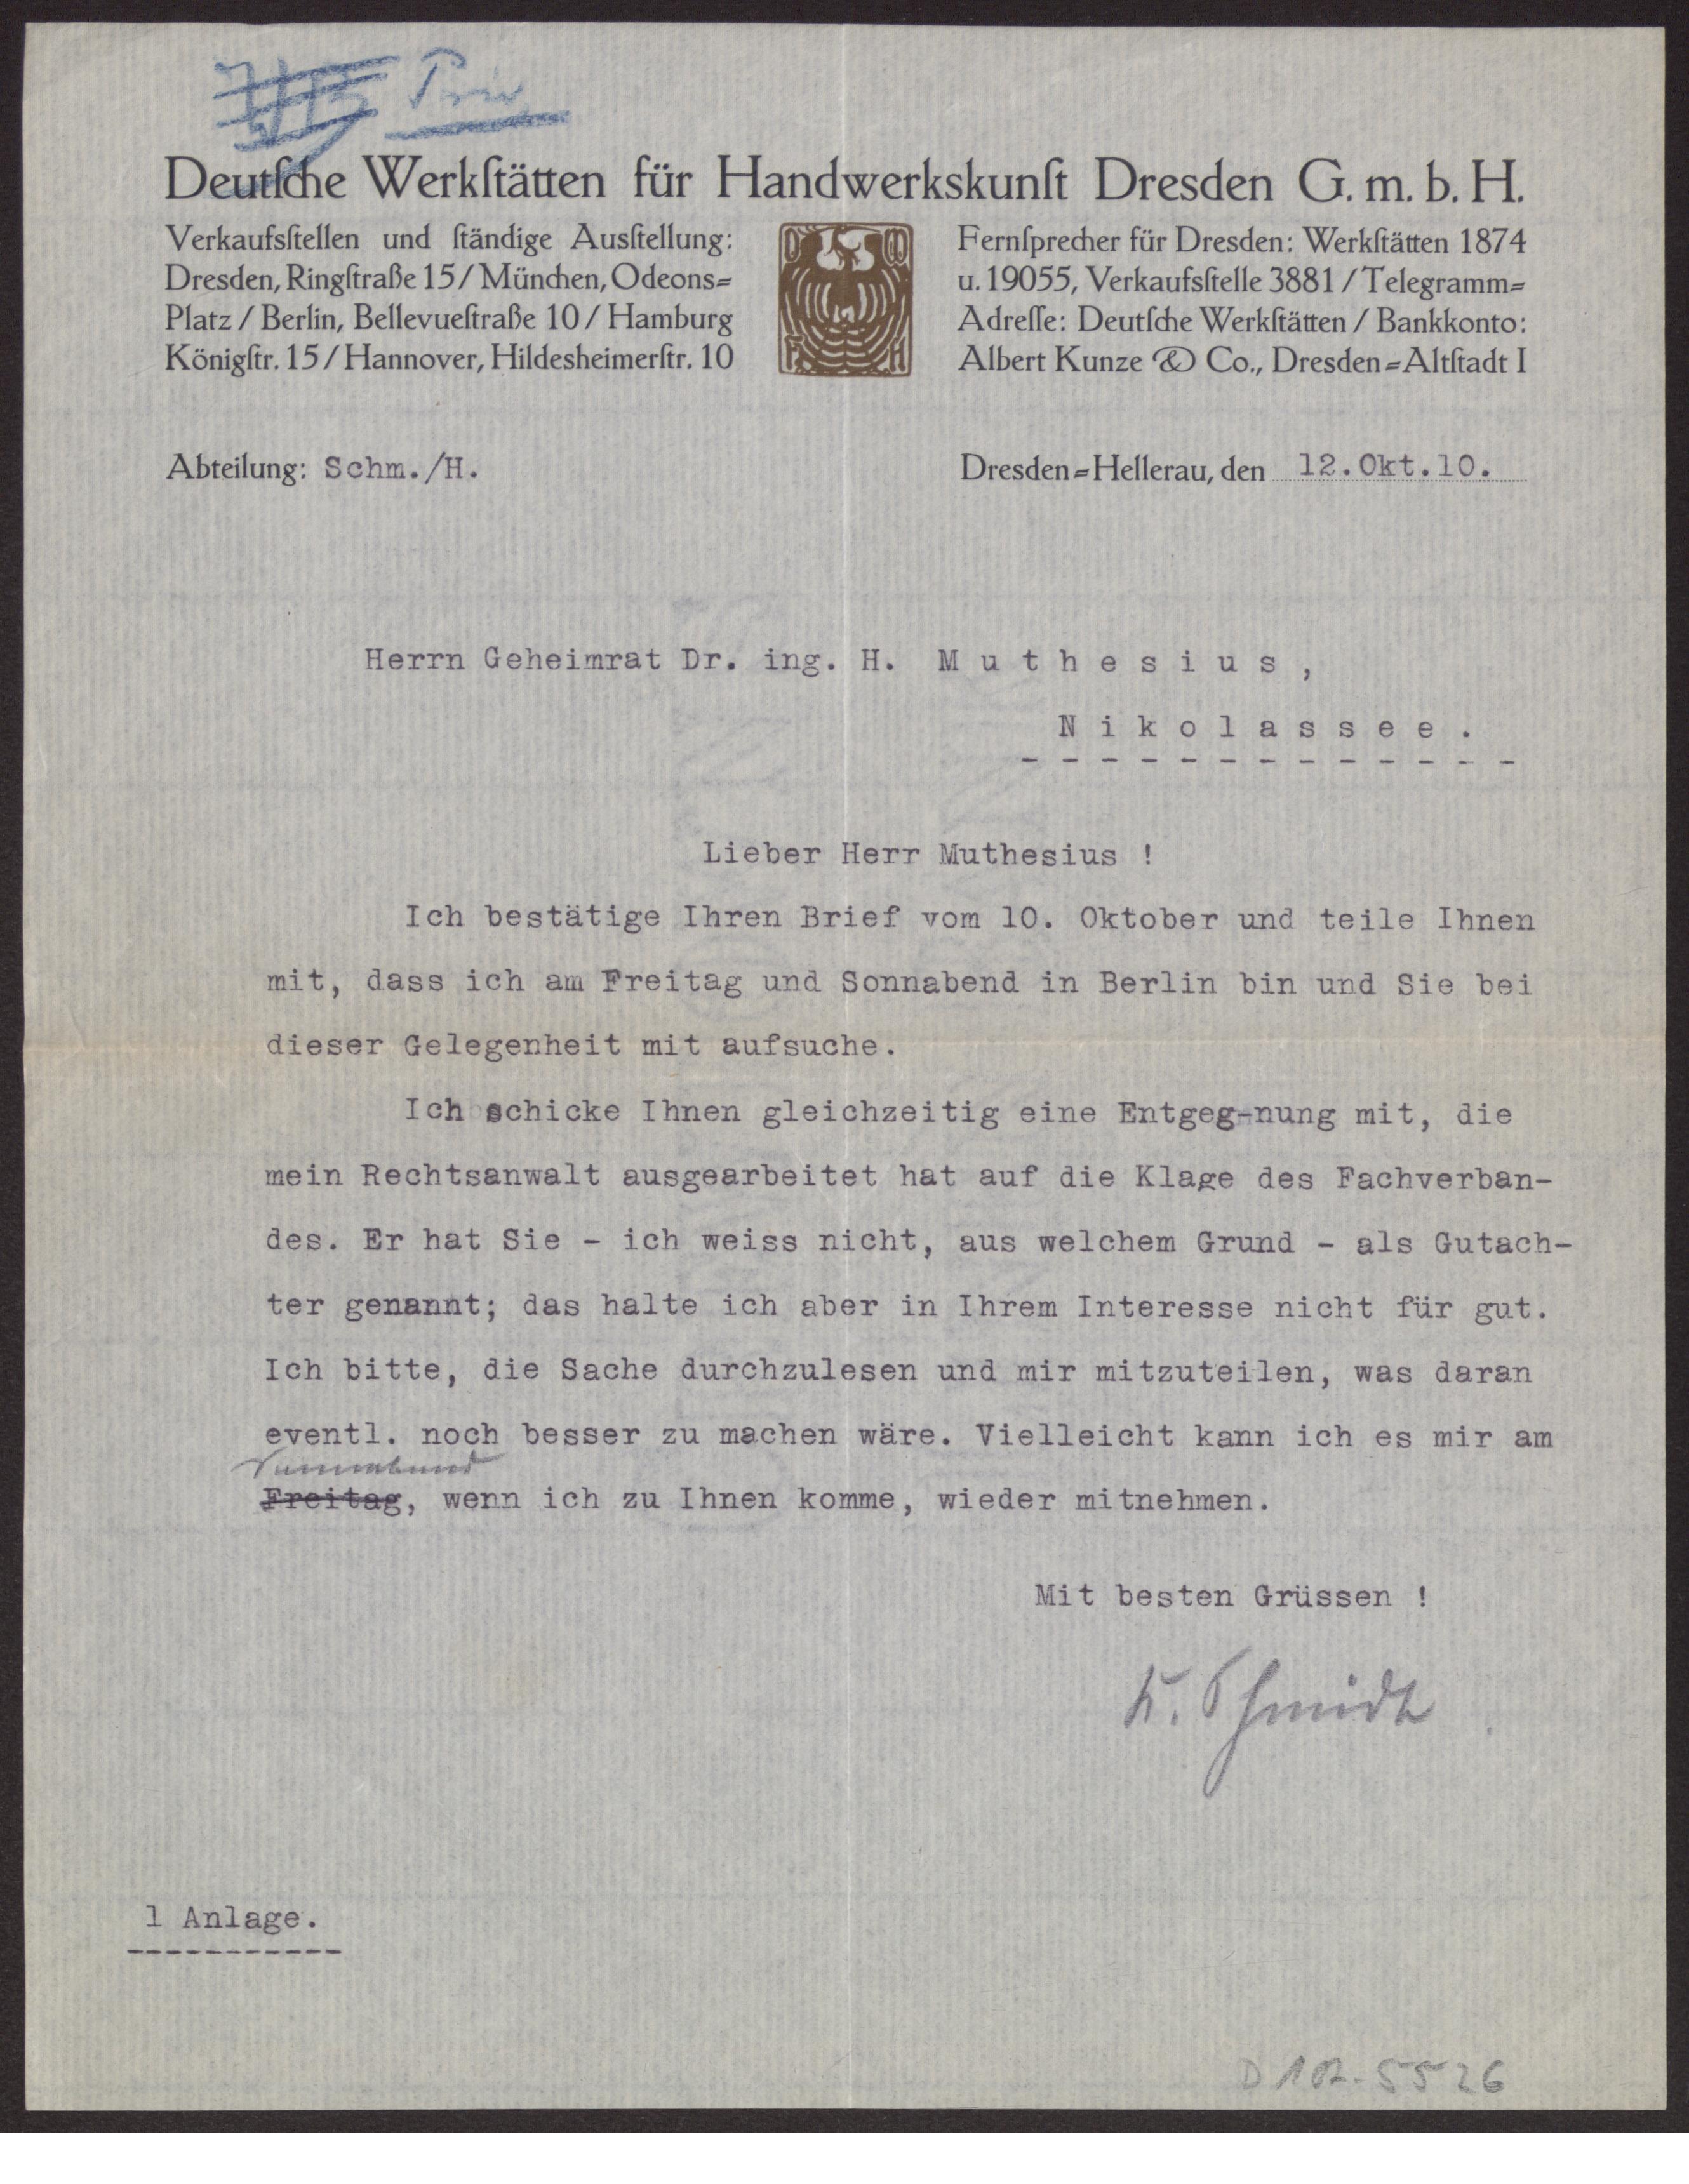 Priv
Deutſche Werkſtätten für Handwerkskunſt Dresden G. m. b. H.
Verkaufsſtellen und ſtändige Ausſtellung:
Dresden, Ringſtraße 15 / München, Odeons=
Platz / Berlin, Bellevueſtraße 10 / Hamburg
Königſtr. 15 / Hannover, Hildesheimerſtr. 10
D W
F H
Fernſprecher für Dresden: Werkſtätten 1874
u. 19055, Verkaufsſtelle 3881 / Telegramm=
Adreſſe: Deutſche Werkſtätten / Bankkonto:
Albert Kunze & Co., Dresden=Altſtadt I
Abteilung: Schm./H.
Dresden=Hellerau, den 12.Okt.10.
Herrn Geheimrat Dr. ing. H. M u t h e s i u s ,
N i k o l a s s e e .
- - - - - - - - - - - - -
Lieber Herr Muthesius !
Ich bestätige Ihren Brief vom 10. Oktober und teile Ihnen
mit, dass ich am Freitag und Sonnabend in Berlin bin und Sie bei
dieser Gelegenheit mit aufsuche.
Ich schicke Ihnen gleichzeitig eine Entgeg-nung mit, die
mein Rechtsanwalt ausgearbeitet hat auf die Klage des Fachverban-
des. Er hat Sie - ich weiss nicht, aus welchem Grund - als Gutach-
ter genannt; das halte ich aber in Ihrem Interesse nicht für gut.
Ich bitte, die Sache durchzulesen und mir mitzuteilen, was daran
eventl. noch besser zu machen wäre. Vielleicht kann ich es mir am
Sonnabend
Freitag, wenn ich zu Ihnen komme, wieder mitnehmen.
Mit besten Grüssen !
K. Schmidt
1 Anlage.
-----------
D 102-5526